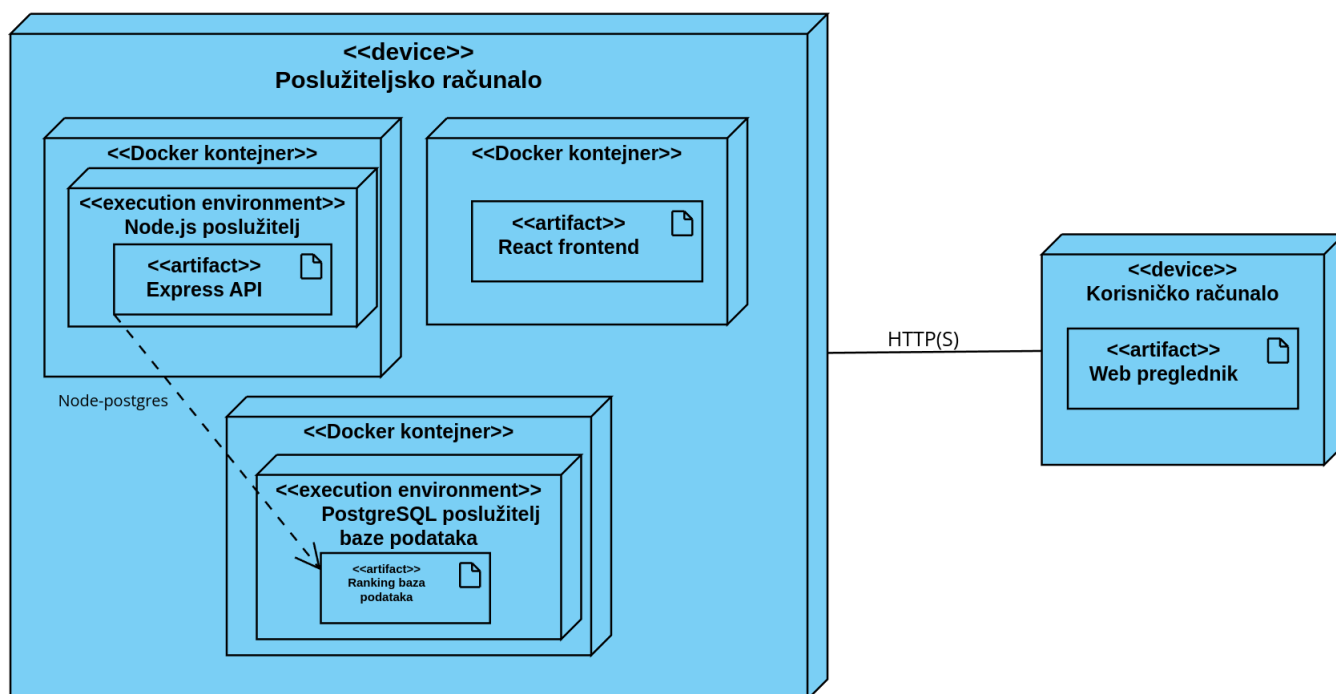 <<device>>
Poslužiteljsko računalo
<<Docker kontejner>>
<<execution environment>>
Node.js poslužitelj
<<artifact>>
Express API
<<Docker kontejner>>
<<artifact>>
React frontend
Node-postgres
<<Docker kontejner>>
<<execution environment>>
PostgreSQL poslužitelj
baze podataka
<<artifact>>
Ranking baza
podataka
HTTP(S)
<<device>>
Korisničko računalo
<<artifact>>
Web preglednik